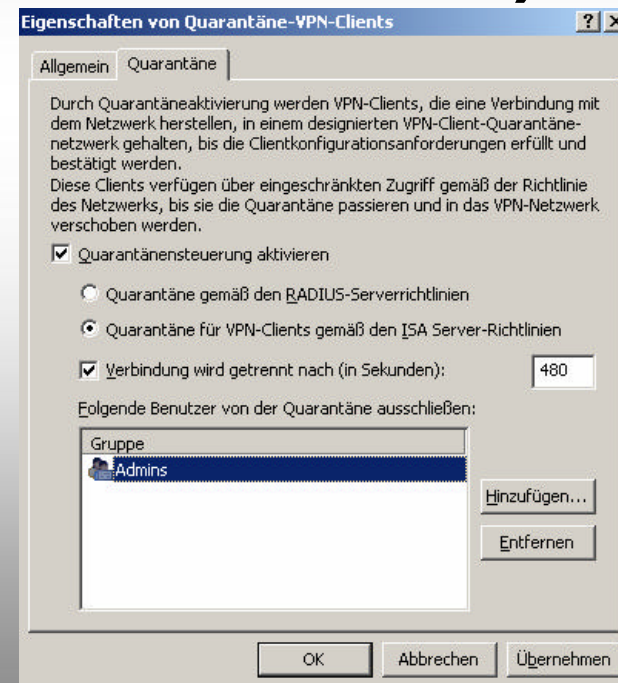 Eigenschaften von Quarantäne-VPN-Clients
Allgemein Quarantäne
Durch Quarantäneaktivierung werden VPN-Clients, die eine Verbindung mit
dem Netzwerk herstellen, in einem designierten VPN-Client-Quarantäne-
netzwerk gehalten, bis die Clientkonfigurationsanforderungen erfüllt und
bestätigt werden.
Diese Clients verfügen über eingeschränkten Zugriff gemäß der Richtlinie
des Netzwerks, bis sie die Quarantäne passieren und in das VPN-Netzwerk
verschoben werden.
Quarantänensteuerung aktivieren
Quarantäne gemäß den RADIUS-Serverrichtlinien
Quarantäne für VPN-Clients gemäß den ISA Server-Richtlinien
Verbindung wird getrennt nach (in Sekunden): 480
Folgende Benutzer von der Quarantäne ausschließen:
Gruppe
Admins
Hinzufügen...
Entfernen
OK Abbrechen Übernehmen